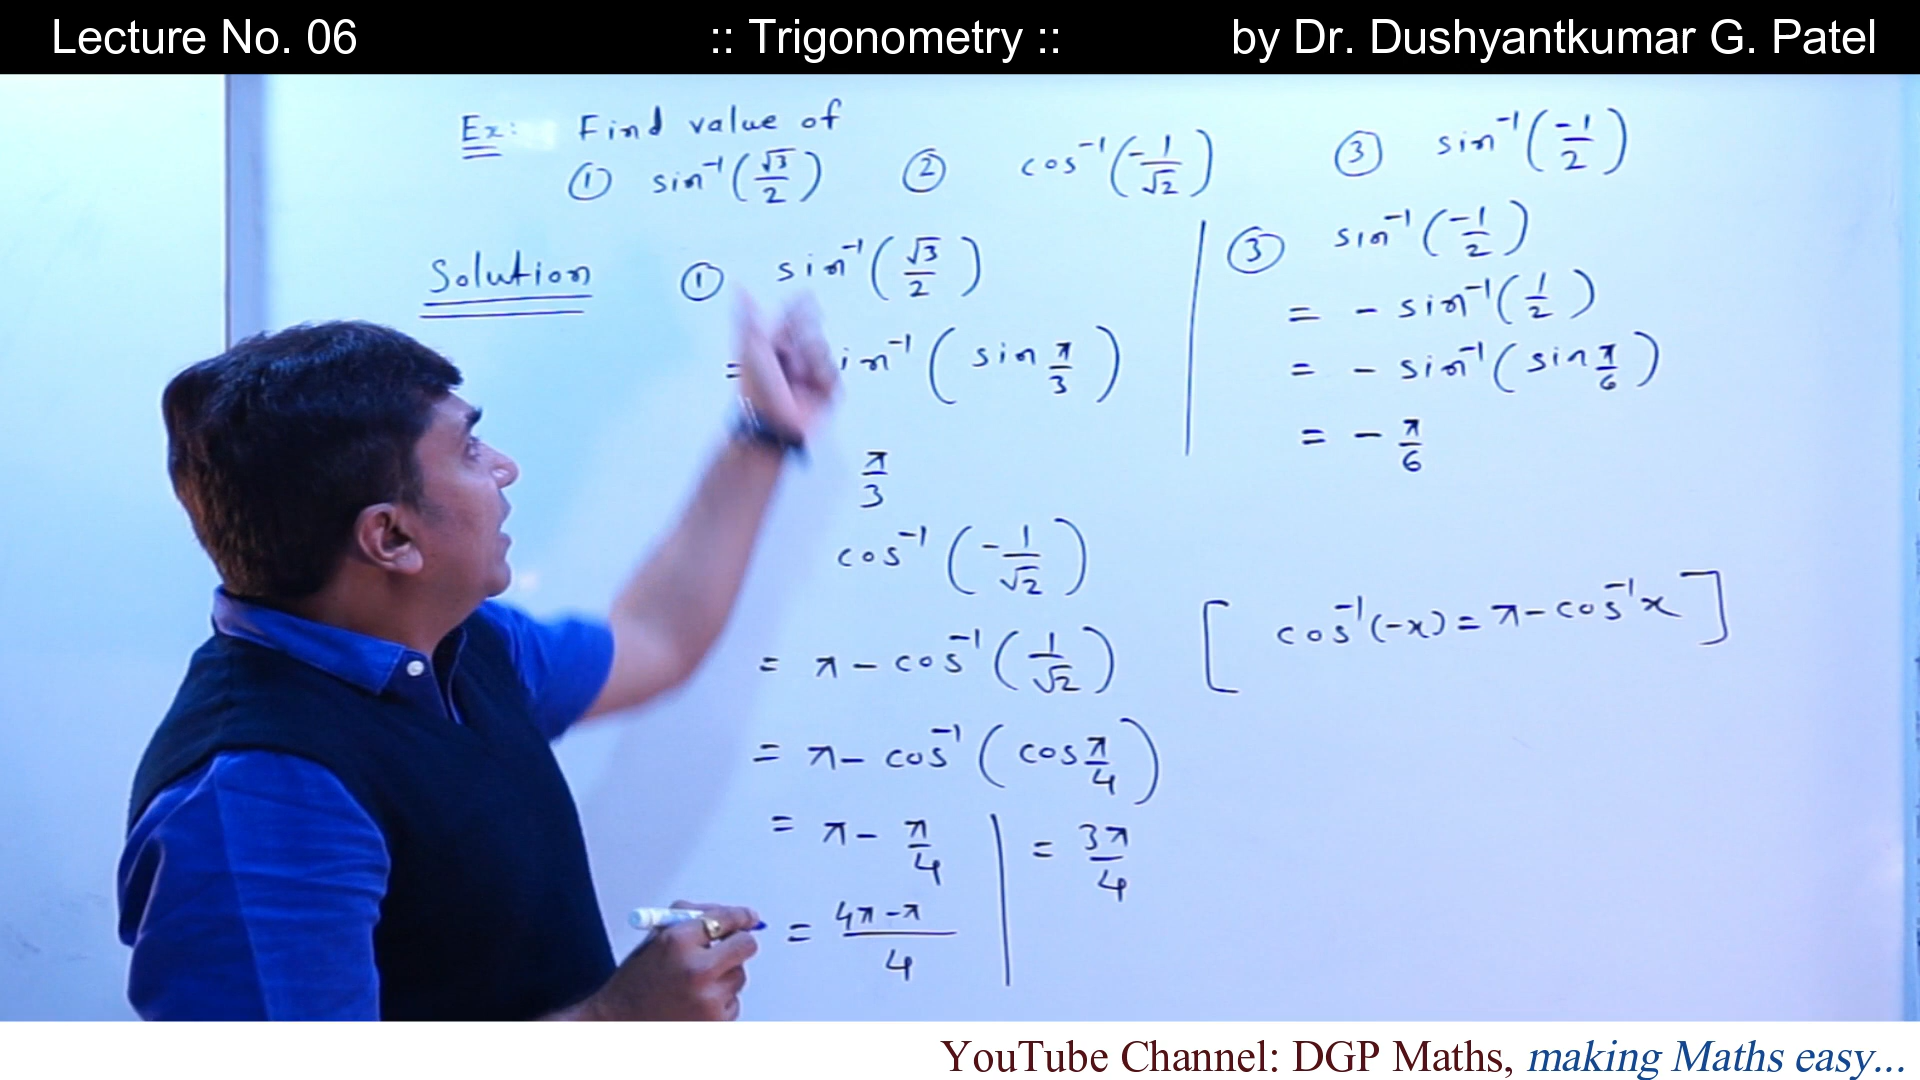 Lecture No. 06 :: Trigonometry :: by Dr. Dushyantkumar G. Patel
Ex: Find value of
① sin⁻¹(√3/2) ② cos⁻¹(-1/√2) ③ sin⁻¹(-1/2)
Solution ① sin⁻¹(√3/2)
= in⁻¹(sin π/3)
π/3
cos⁻¹(-1/√2)
= π - cos⁻¹(1/√2) [cos⁻¹(-x) = π - cos⁻¹x]
= π - cos⁻¹(cos π/4)
= π - π/4
= (4π - π)/4
= 3π/4
③ sin⁻¹(-1/2)
= - sin⁻¹(1/2)
= - sin⁻¹(sin π/6)
= - π/6
YouTube Channel: DGP Maths, making Maths easy...